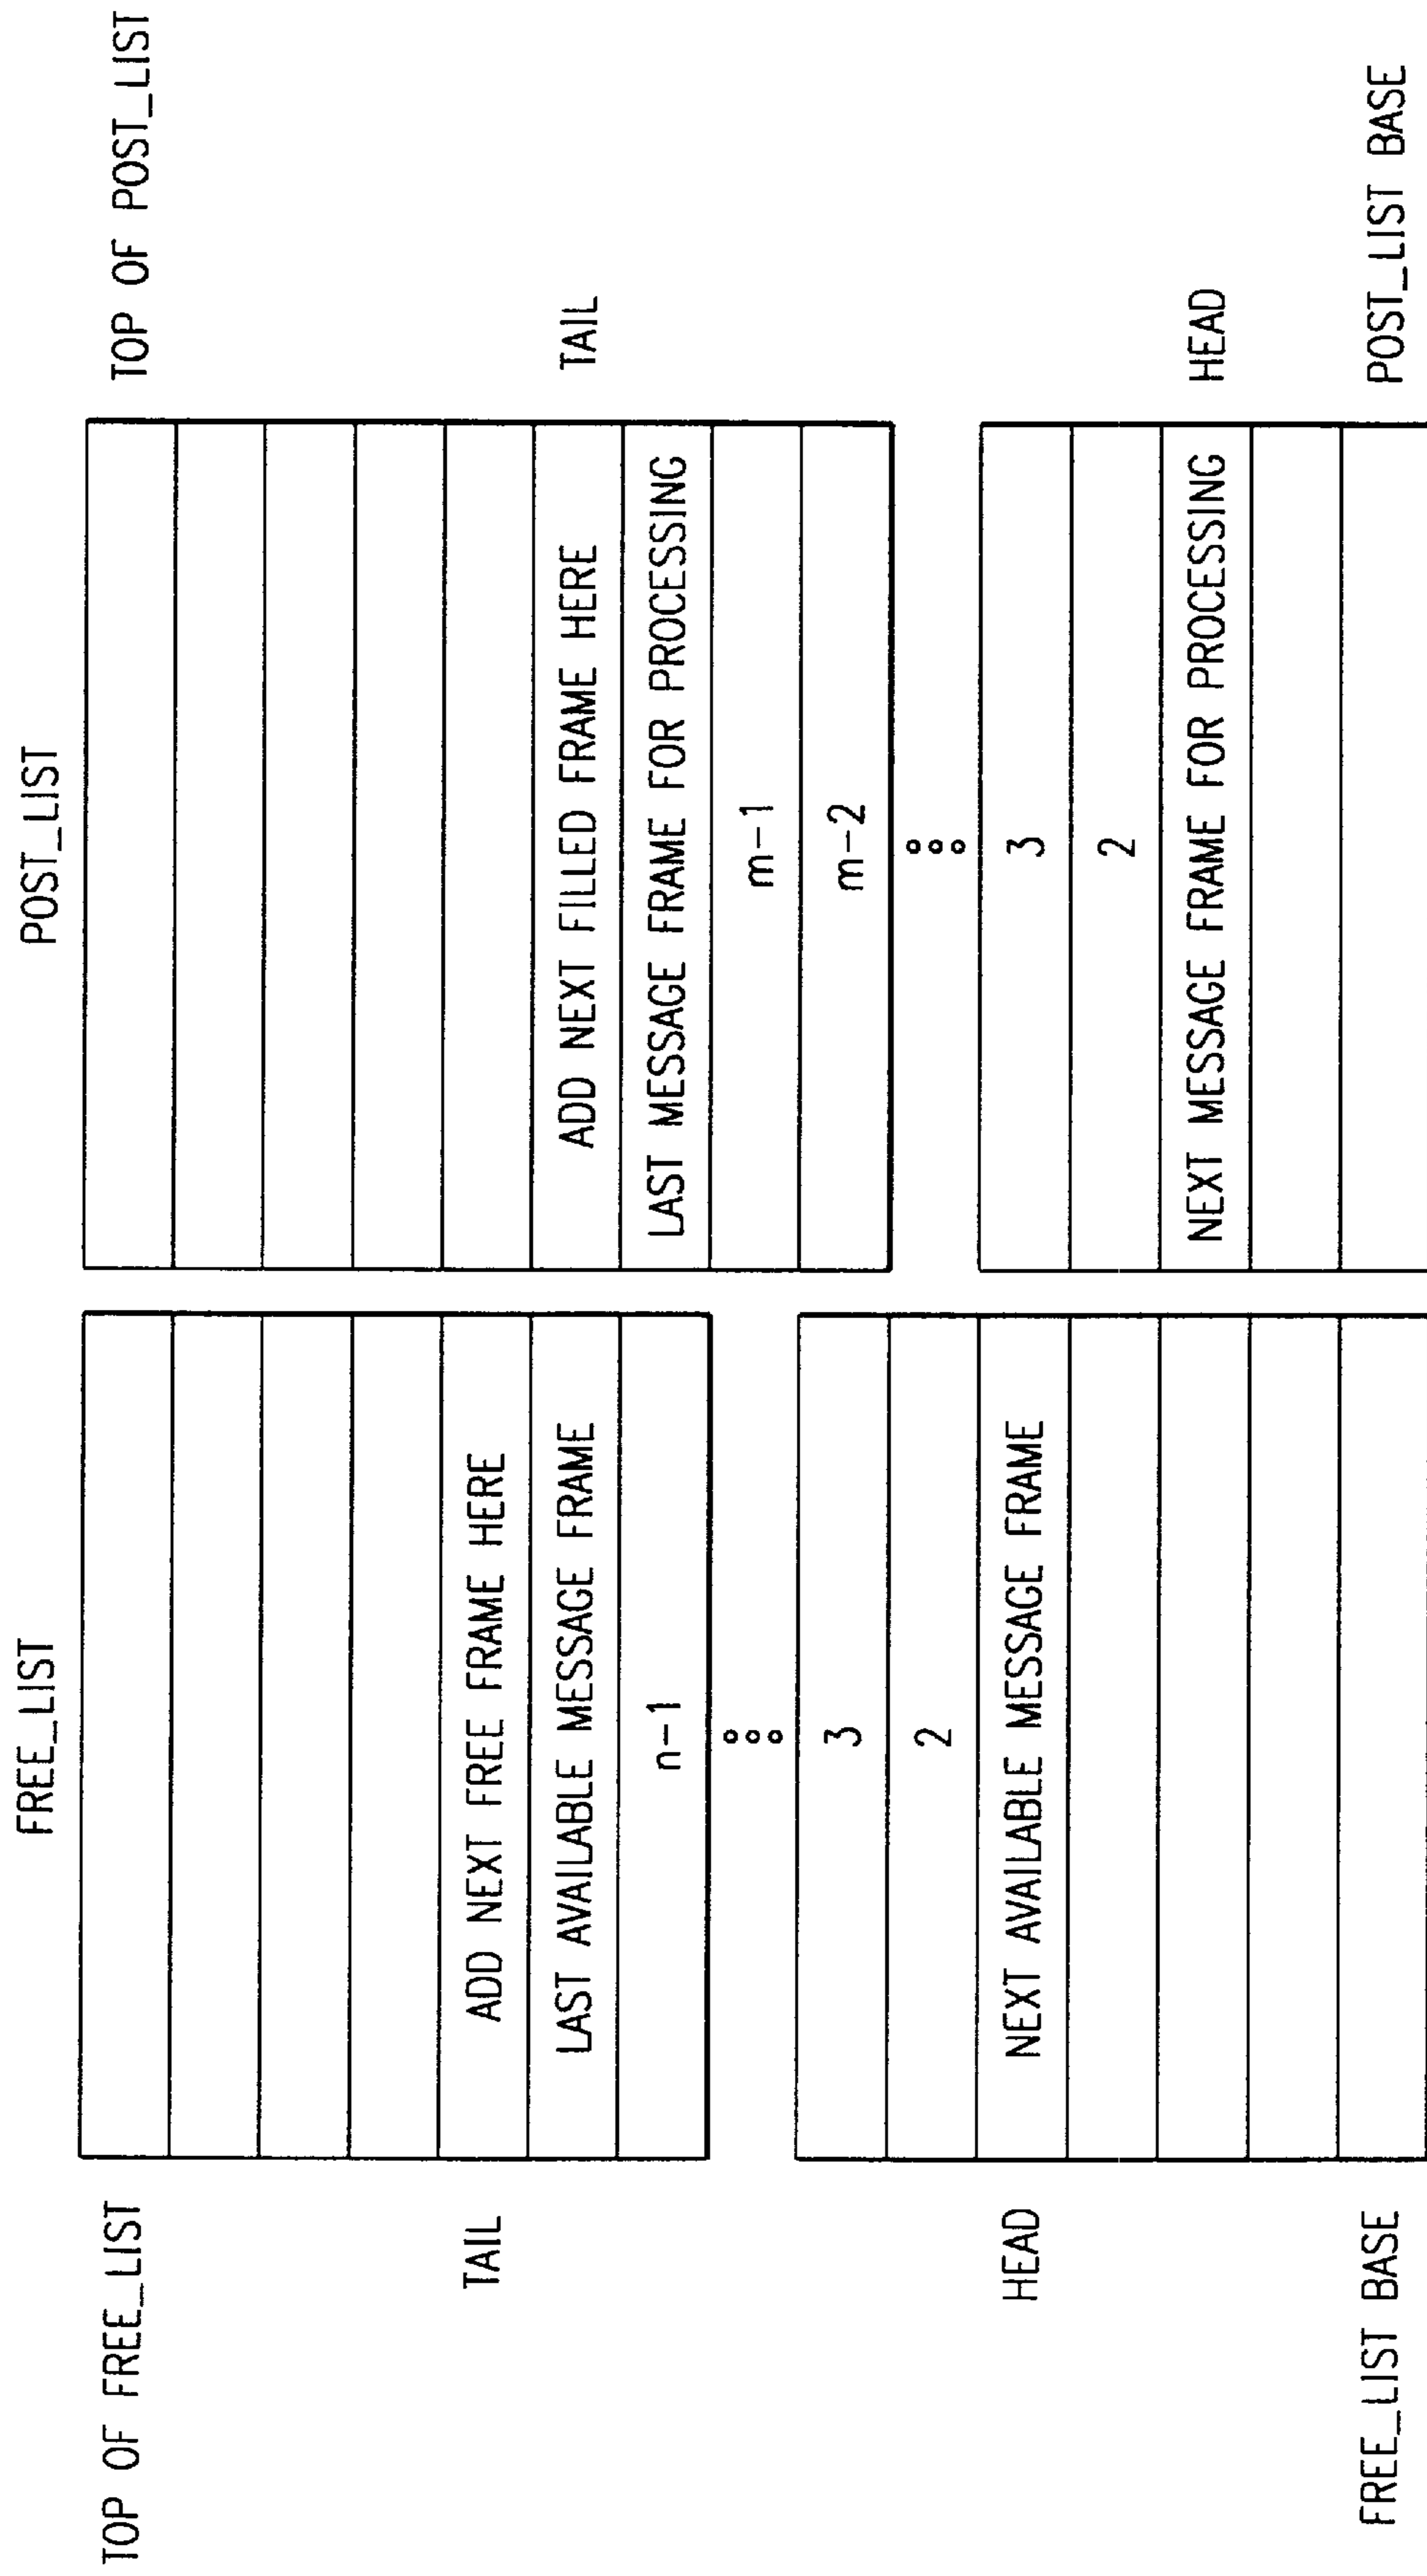 FREE_LIST
TOP OF FREE_LIST
TAIL
ADD NEXT FREE FRAME HERE
LAST AVAILABLE MESSAGE FRAME
n-1
3
2
HEAD
NEXT AVAILABLE MESSAGE FRAME
FREE_LIST BASE
POST_LIST
TOP OF POST_LIST
ADD NEXT FILLED FRAME HERE
TAIL
LAST MESSAGE FRAME FOR PROCESSING
m-1
m-2
3
2
NEXT MESSAGE FRAME FOR PROCESSING
HEAD
POST_LIST BASE